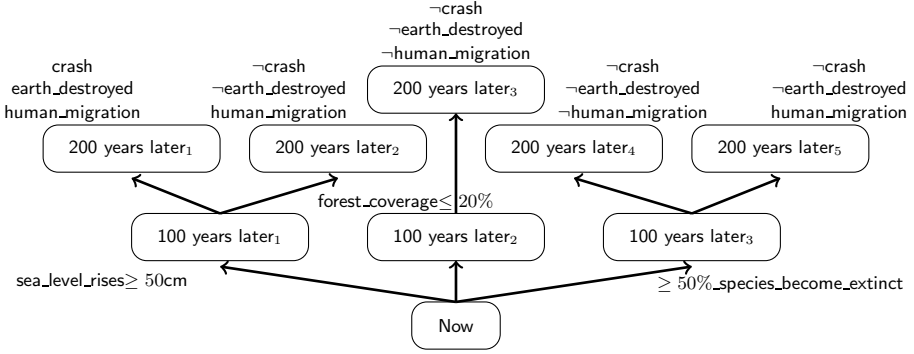 ¬crash
¬earth_destroyed
¬human_migration
200 years later₃
crash
earth_destroyed
human_migration
200 years later₁
¬crash
¬earth_destroyed
human_migration
200 years later₂
¬crash
¬earth_destroyed
¬human_migration
200 years later₄
¬crash
¬earth_destroyed
human_migration
200 years later₅
forest_coverage≤ 20%
100 years later₁
100 years later₂
100 years later₃
sea_level_rises≥ 50cm
≥ 50%_species_become_extinct
Now